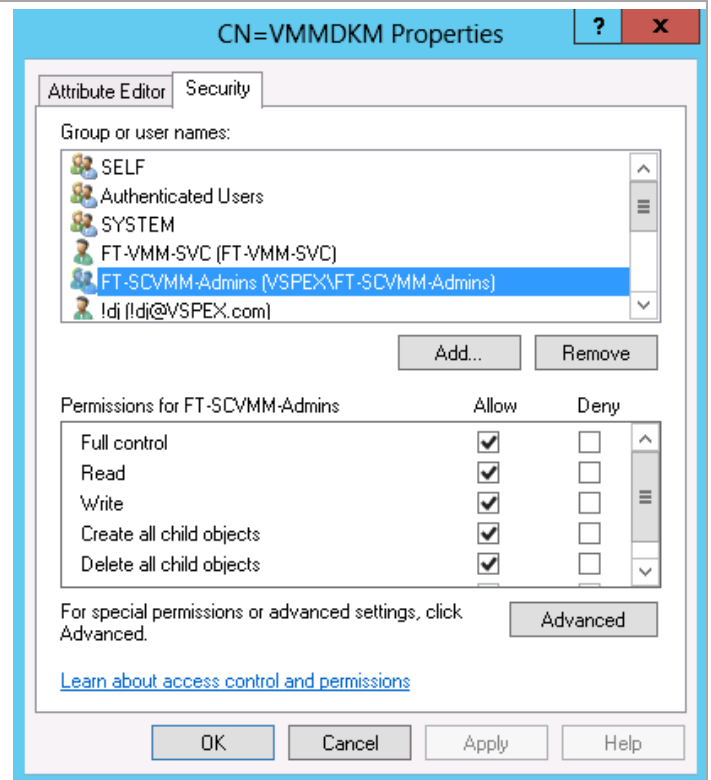 CN=VMMDKM Properties
?
x
Attribute Editor
Security
Group or user names:
SELF
Authenticated Users
SYSTEM
FT-VMM-SVC (FT-VMM-SVC)
FT-SCVMM-Admins (VSPEX\FT-SCVMM-Admins)
!dj (!dj@VSPEX.com)
Add...
Remove
Permissions for FT-SCVMM-Admins
Allow
Deny
Full control
Read
Write
Create all child objects
Delete all child objects
For special permissions or advanced settings, click
Advanced.
Advanced
Learn about access control and permissions
OK
Cancel
Apply
Help